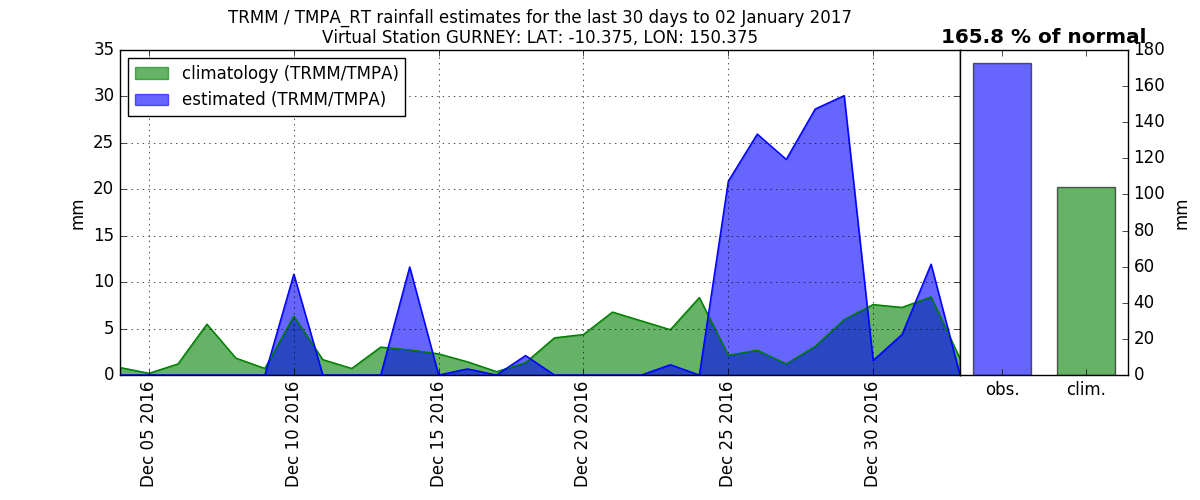 TRMM / TMPA_RT rainfall estimates for the last 30 days to 02 January 2017
Virtual Station GURNEY: LAT: -10.375, LON: 150.375
165.8 % of normal
climatology (TRMM/TMPA)
estimated (TRMM/TMPA)
35
30
25
20
15
10
5
0
mm
Dec 05 2016
Dec 10 2016
Dec 15 2016
Dec 20 2016
Dec 25 2016
Dec 30 2016
obs.
clim.
180
160
140
120
100
80
60
40
20
0
mm